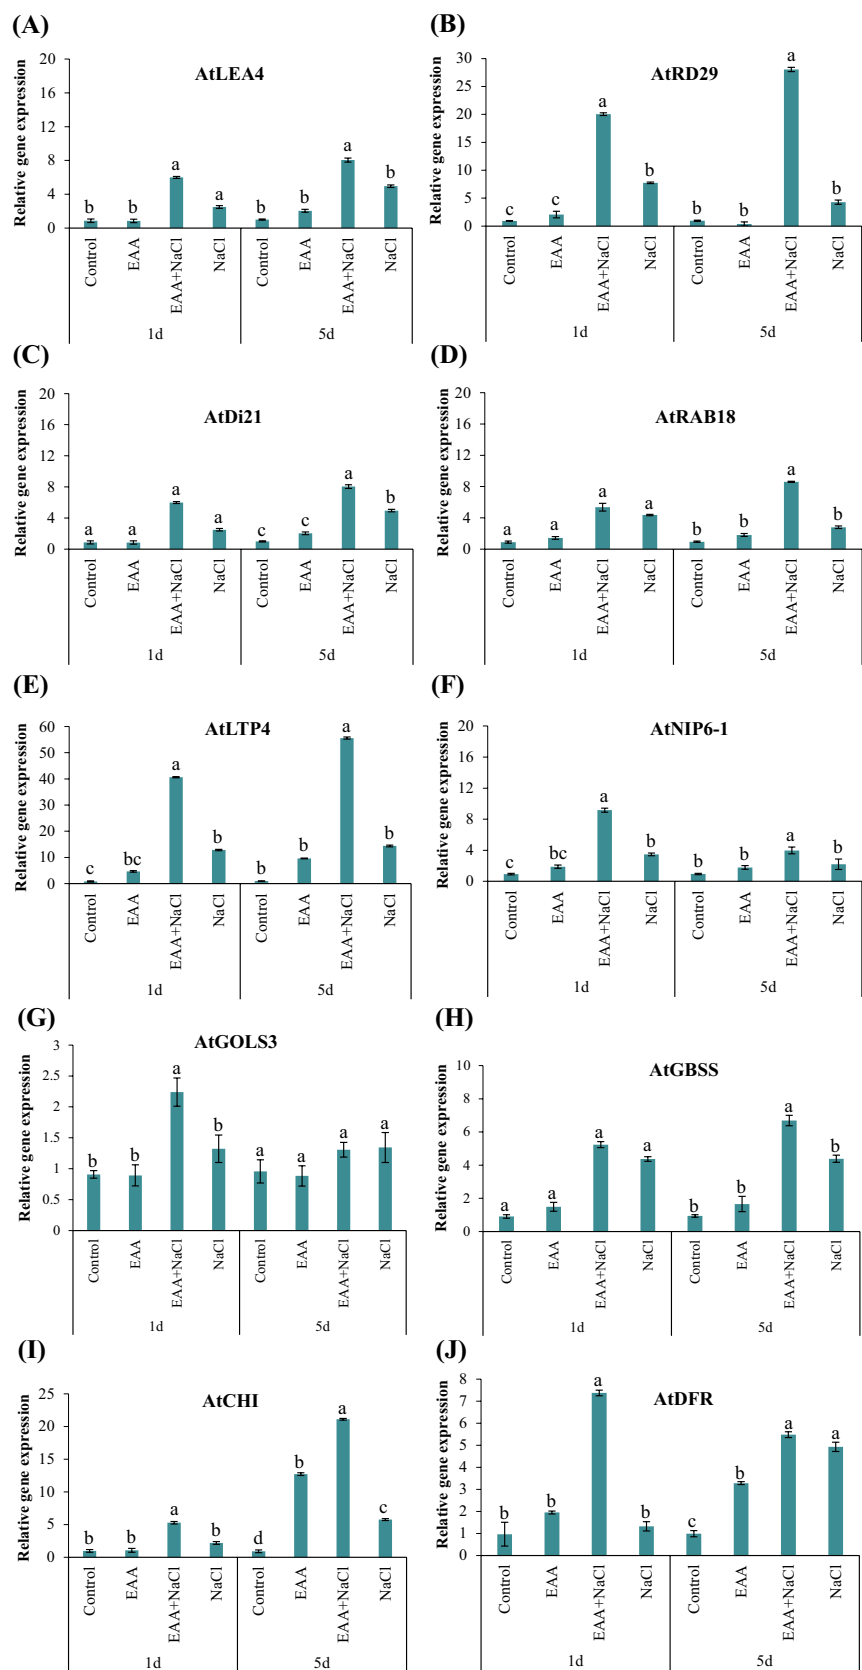 (A)
AtLEA4
Relative gene expression
20
16
12
8
4
0
b b a a b b a b
Control EAA EAA+NaCl NaCl Control EAA EAA+NaCl NaCl
1d 5d
(B)
AtRD29
Relative gene expression
30
25
20
15
10
5
0
c c a b b b a b
Control EAA EAA+NaCl NaCl Control EAA EAA+NaCl NaCl
1d 5d
(C)
AtDi21
Relative gene expression
20
16
12
8
4
0
a a a a c c a b
Control EAA EAA+NaCl NaCl Control EAA EAA+NaCl NaCl
1d 5d
(D)
AtRAB18
Relative gene expression
20
16
12
8
4
0
a a a a b b a b
Control EAA EAA+NaCl NaCl Control EAA EAA+NaCl NaCl
1d 5d
(E)
AtLTP4
Relative gene expression
60
50
40
30
20
10
0
c bc a b b b a b
Control EAA EAA+NaCl NaCl Control EAA EAA+NaCl NaCl
1d 5d
(F)
AtNIP6-1
Relative gene expression
20
16
12
8
4
0
c bc a b b b a b
Control EAA EAA+NaCl NaCl Control EAA EAA+NaCl NaCl
1d 5d
(G)
AtGOLS3
Relative gene expression
3
2.5
2
1.5
1
0.5
0
b b a b a a a a
Control EAA EAA+NaCl NaCl Control EAA EAA+NaCl NaCl
1d 5d
(H)
AtGBSS
Relative gene expression
10
8
6
4
2
0
a a a a b b a b
Control EAA EAA+NaCl NaCl Control EAA EAA+NaCl NaCl
1d 5d
(I)
AtCHI
Relative gene expression
25
20
15
10
5
0
b b a b d b a c
Control EAA EAA+NaCl NaCl Control EAA EAA+NaCl NaCl
1d 5d
(J)
AtDFR
Relative gene expression
8
7
6
5
4
3
2
1
0
b b a b c b a a
Control EAA EAA+NaCl NaCl Control EAA EAA+NaCl NaCl
1d 5d